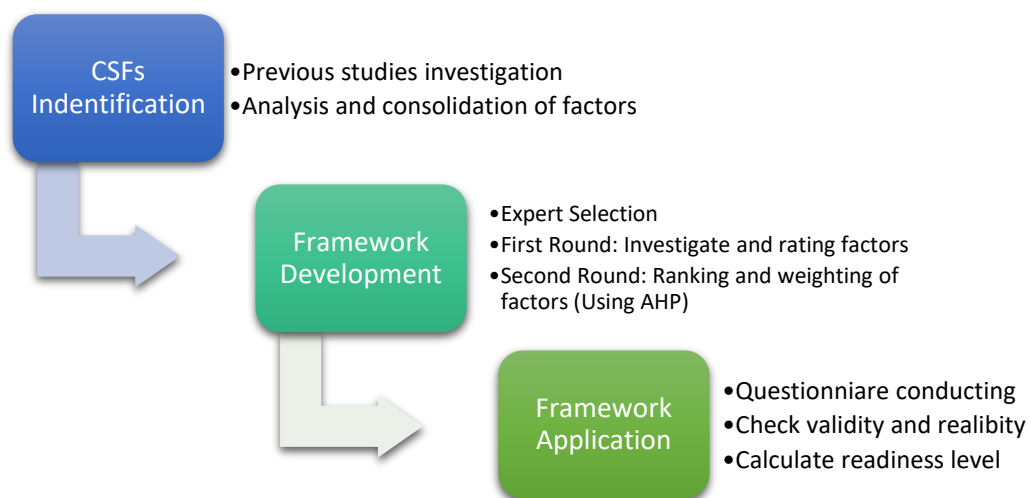 CSFs
Indentification
•Previous studies investigation
•Analysis and consolidation of factors
Framework
Development
•Expert Selection
•First Round: Investigate and rating factors
•Second Round: Ranking and weighting of
factors (Using AHP)
Framework
Application
•Questionniare conducting
•Check validity and realibity
•Calculate readiness level